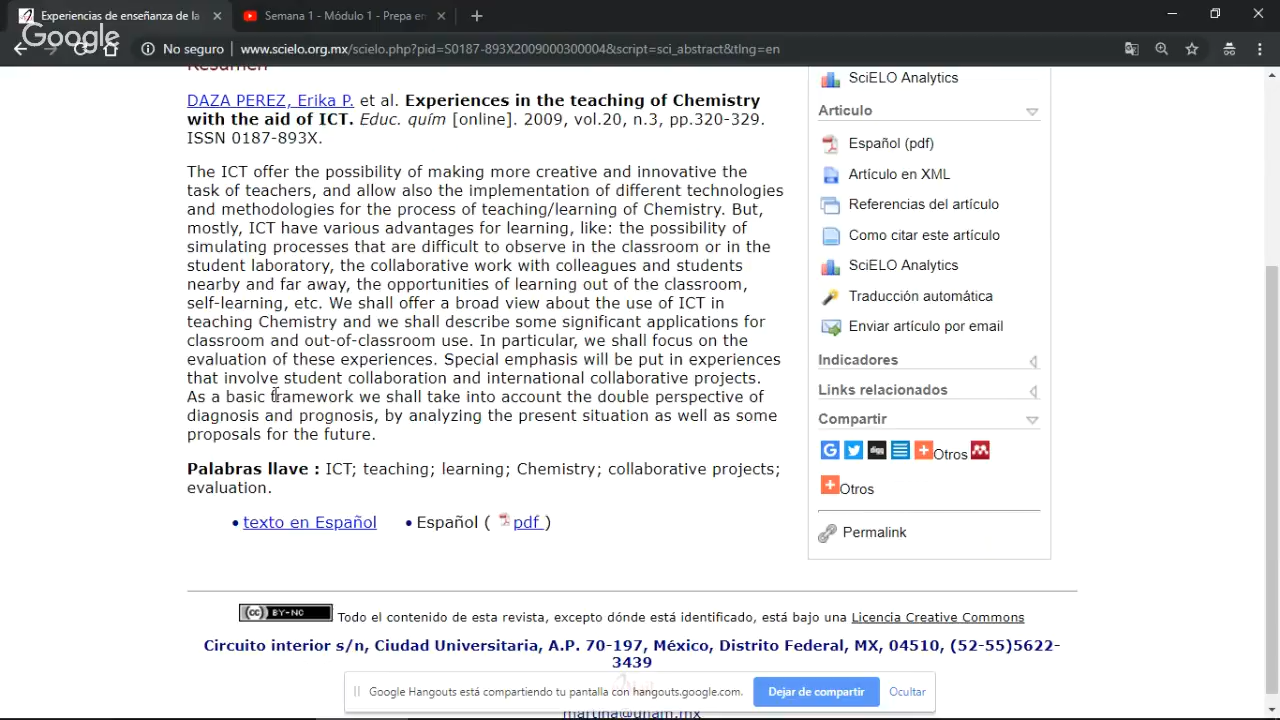 Experiencias de enseñanza de la
Semana 1 - Módulo 1 - Prepa en
Google
No seguro
www.scielo.org.mx/scielo.php?pid=S0187-893X2009000300004&script=sci_abstract&tlng=en
Resumen
DAZA PEREZ, Erika P. et al. Experiences in the teaching of Chemistry
with the aid of ICT. Educ. quím [online]. 2009, vol.20, n.3, pp.320-329.
ISSN 0187-893X.
The ICT offer the possibility of making more creative and innovative the
task of teachers, and allow also the implementation of different technologies
and methodologies for the process of teaching/learning of Chemistry. But,
mostly, ICT have various advantages for learning, like: the possibility of
simulating processes that are difficult to observe in the classroom or in the
student laboratory, the collaborative work with colleagues and students
nearby and far away, the opportunities of learning out of the classroom,
self-learning, etc. We shall offer a broad view about the use of ICT in
teaching Chemistry and we shall describe some significant applications for
classroom and out-of-classroom use. In particular, we shall focus on the
evaluation of these experiences. Special emphasis will be put in experiences
that involve student collaboration and international collaborative projects.
As a basic framework we shall take into account the double perspective of
diagnosis and prognosis, by analyzing the present situation as well as some
proposals for the future.
Palabras llave : ICT; teaching; learning; Chemistry; collaborative projects;
evaluation.
• texto en Español • Español ( pdf )
SciELO Analytics
Articulo
Español (pdf)
Artículo en XML
Referencias del artículo
Como citar este artículo
SciELO Analytics
Traducción automática
Enviar artículo por email
Indicadores
Links relacionados
Compartir
Otros
Otros
Permalink
cc BY-NC Todo el contenido de esta revista, excepto dónde está identificado, está bajo una Licencia Creative Commons
Circuito interior s/n, Ciudad Universitaria, A.P. 70-197, México, Distrito Federal, MX, 04510, (52-55)5622-
3439
Google Hangouts está compartiendo tu pantalla con hangouts.google.com.
Dejar de compartir
Ocultar
martina@unam.mx